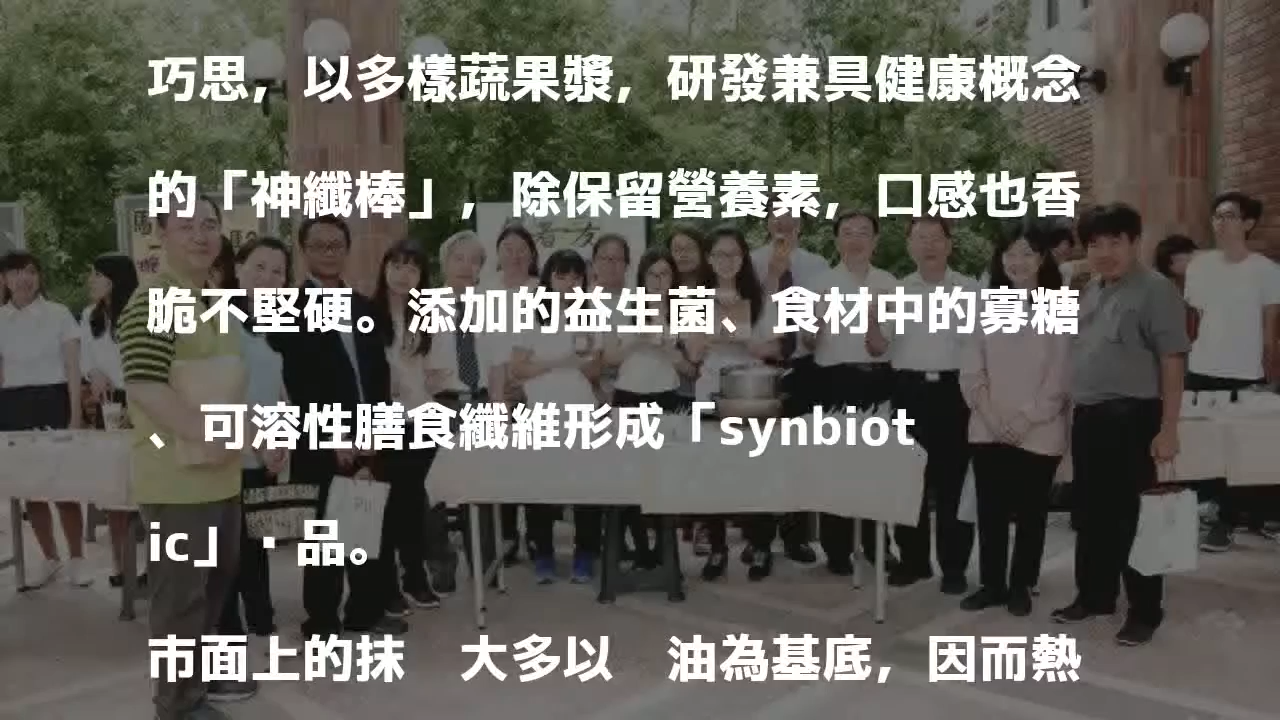 巧思，以多樣蔬果漿，研發兼具健康概念
的「神纖棒」，除保留營養素，口感也香
脆不堅硬。添加的益生菌、食材中的寡糖
、可溶性膳食纖維形成「synbiot
ic」·品。
市面上的抹 大多以 油為基底，因而熱